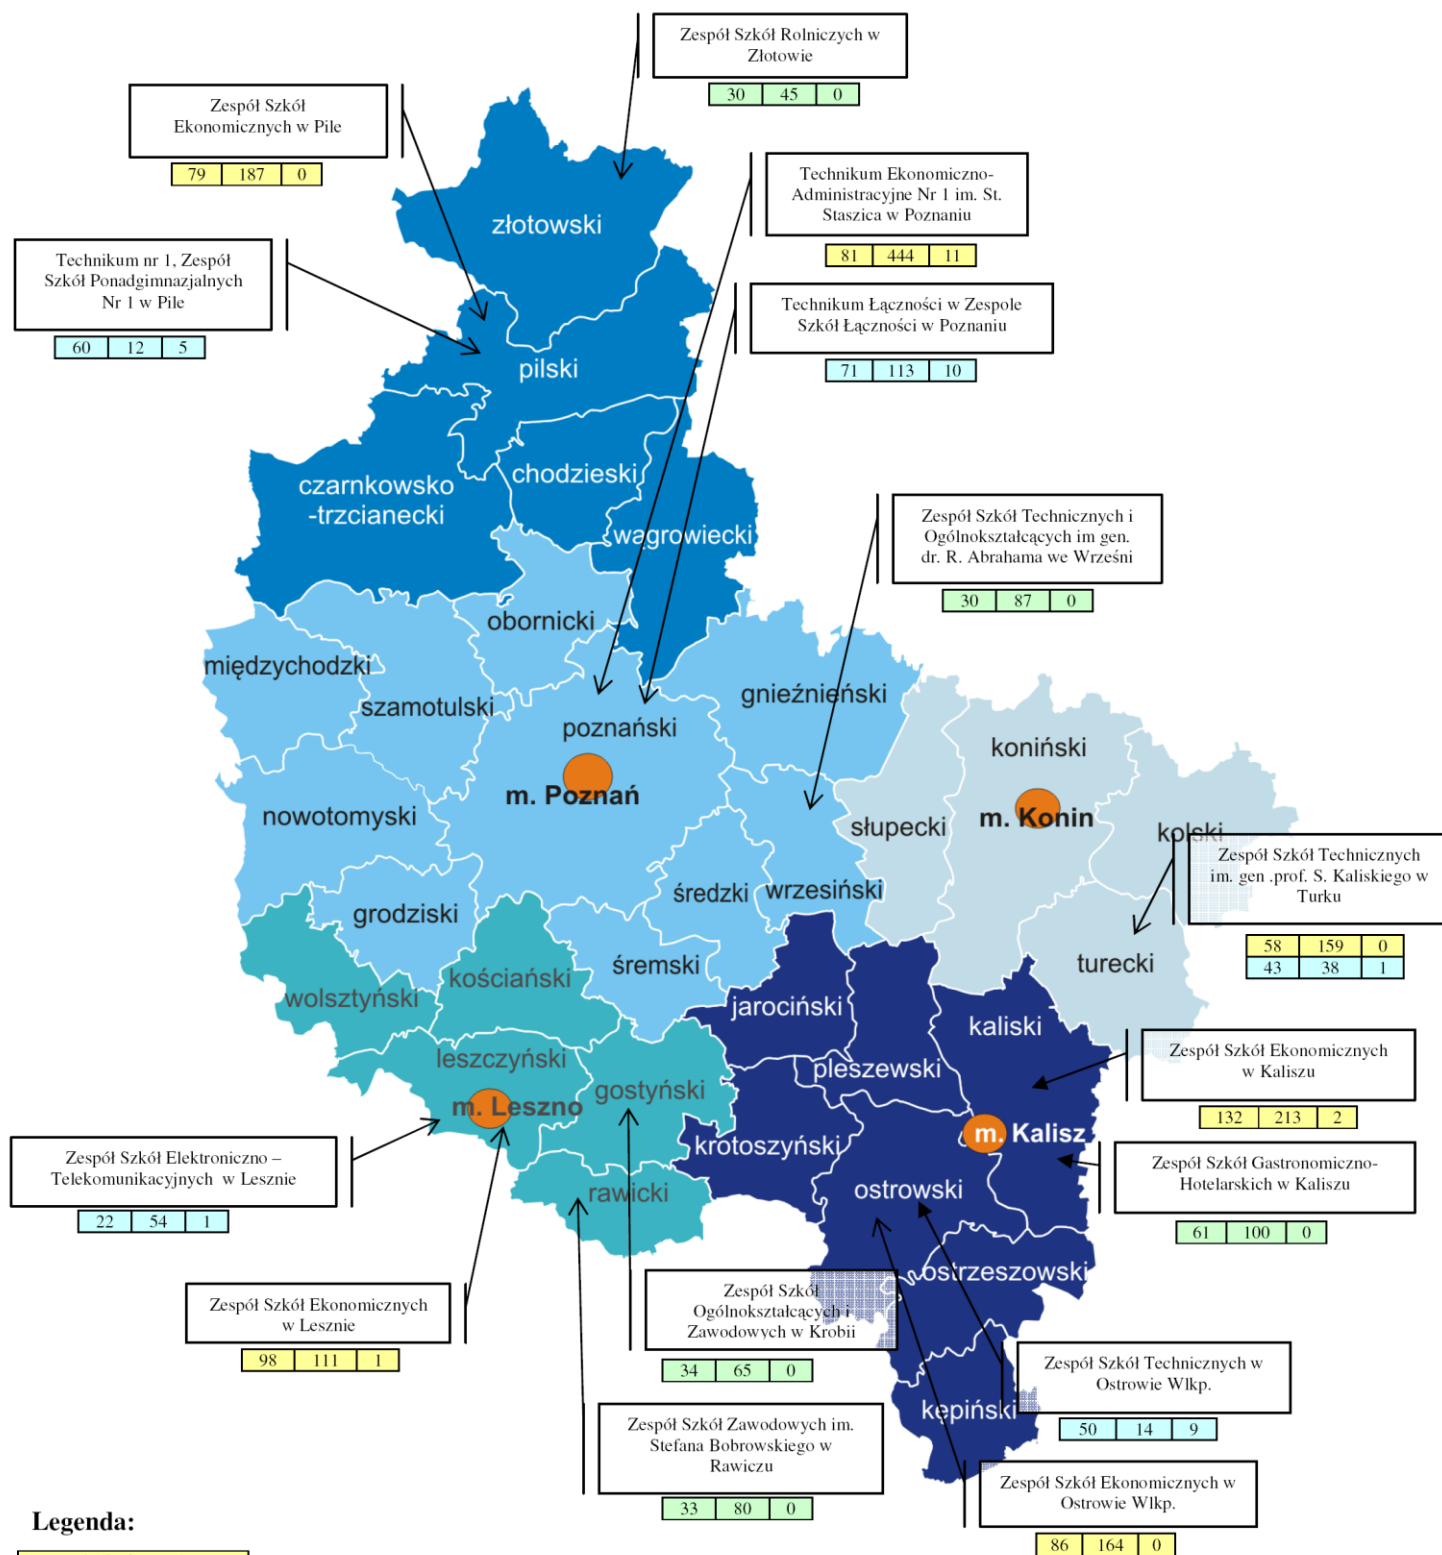 Zespół Szkół Rolniczych w
Złotowie
30 45 0
Zespół Szkół
Ekonomicznych w Pile
79 187 0
Technikum Ekonomiczno-
Administracyjne Nr 1 im. St.
Staszica w Poznaniu
81 444 11
Technikum nr 1, Zespół
Szkół Ponadgimnazjalnych
Nr 1 w Pile
60 12 5
Technikum Łączności w Zespole
Szkół Łączności w Poznaniu
71 113 10
złotowski
pilski
chodzieski
czarnkowsko
-trzcianecki
wągrowiecki
Zespół Szkół Technicznych i
Ogólnokształcących im gen.
dr. R. Abrahama we Wrześni
30 87 0
obornicki
międzychodzki
szamotulski
poznański
gnieźnieński
m. Poznań
nowotomyski
koniński
m. Konin
słupecki
kolski
Zespół Szkół Technicznych
im. gen .prof. S. Kaliskiego w
Turku
58 159 0
43 38 1
grodziski
średzki
wrzesiński
śremski
turecki
kościański
wolsztyński
jarociński
kaliski
leszczyński
m. Leszno
gostyński
pleszewski
Zespół Szkół Ekonomicznych
w Kaliszu
132 213 2
krotoszyński
m. Kalisz
Zespół Szkół Elektroniczno –
Telekomunikacyjnych w Lesznie
22 54 1
Zespół Szkół Gastronomiczno-
Hotelarskich w Kaliszu
61 100 0
rawicki
ostrowski
ostrzeszowski
Zespół Szkół Ekonomicznych
w Lesznie
98 111 1
Zespół Szkół
Ogólnokształcących i
Zawodowych w Krobii
34 65 0
Zespół Szkół Technicznych w
Ostrowie Wlkp.
50 14 9
kępiński
Zespół Szkół Zawodowych im.
Stefana Bobrowskiego w
Rawiczu
33 80 0
Zespół Szkół Ekonomicznych w
Ostrowie Wlkp.
86 164 0
Legenda: